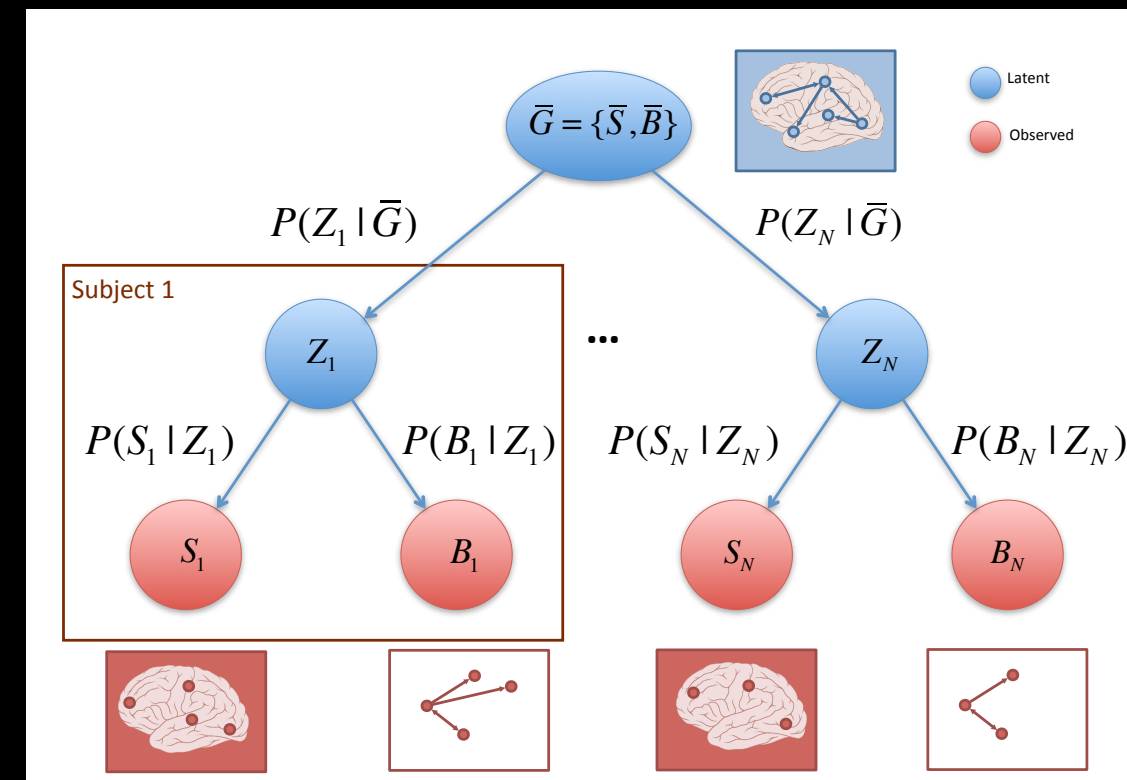 Latent
G̅ = {S̅, B̅}
Observed
P(Z₁ | G̅)
P(Z_N | G̅)
Subject 1
...
Z₁
Z_N
P(S₁ | Z₁)
P(B₁ | Z₁)
P(S_N | Z_N)
P(B_N | Z_N)
S₁
B₁
S_N
B_N